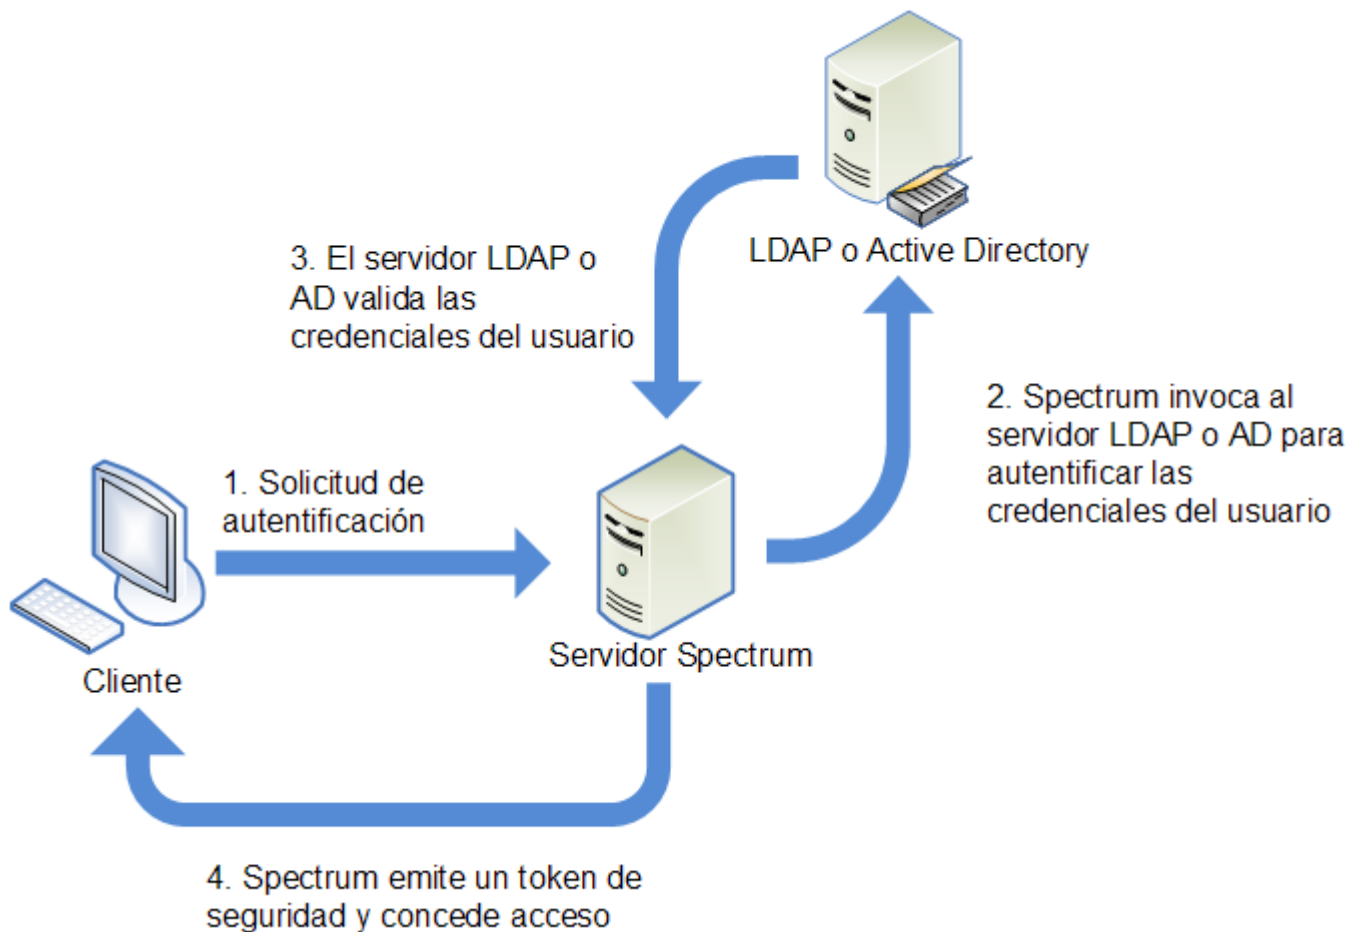 LDAP o Active Directory
3. El servidor LDAP o
AD valida las
credenciales del usuario
2. Spectrum invoca al
servidor LDAP o AD para
autentificar las
credenciales del usuario
1. Solicitud de
autentificación
Servidor Spectrum
Cliente
4. Spectrum emite un token de
seguridad y concede acceso